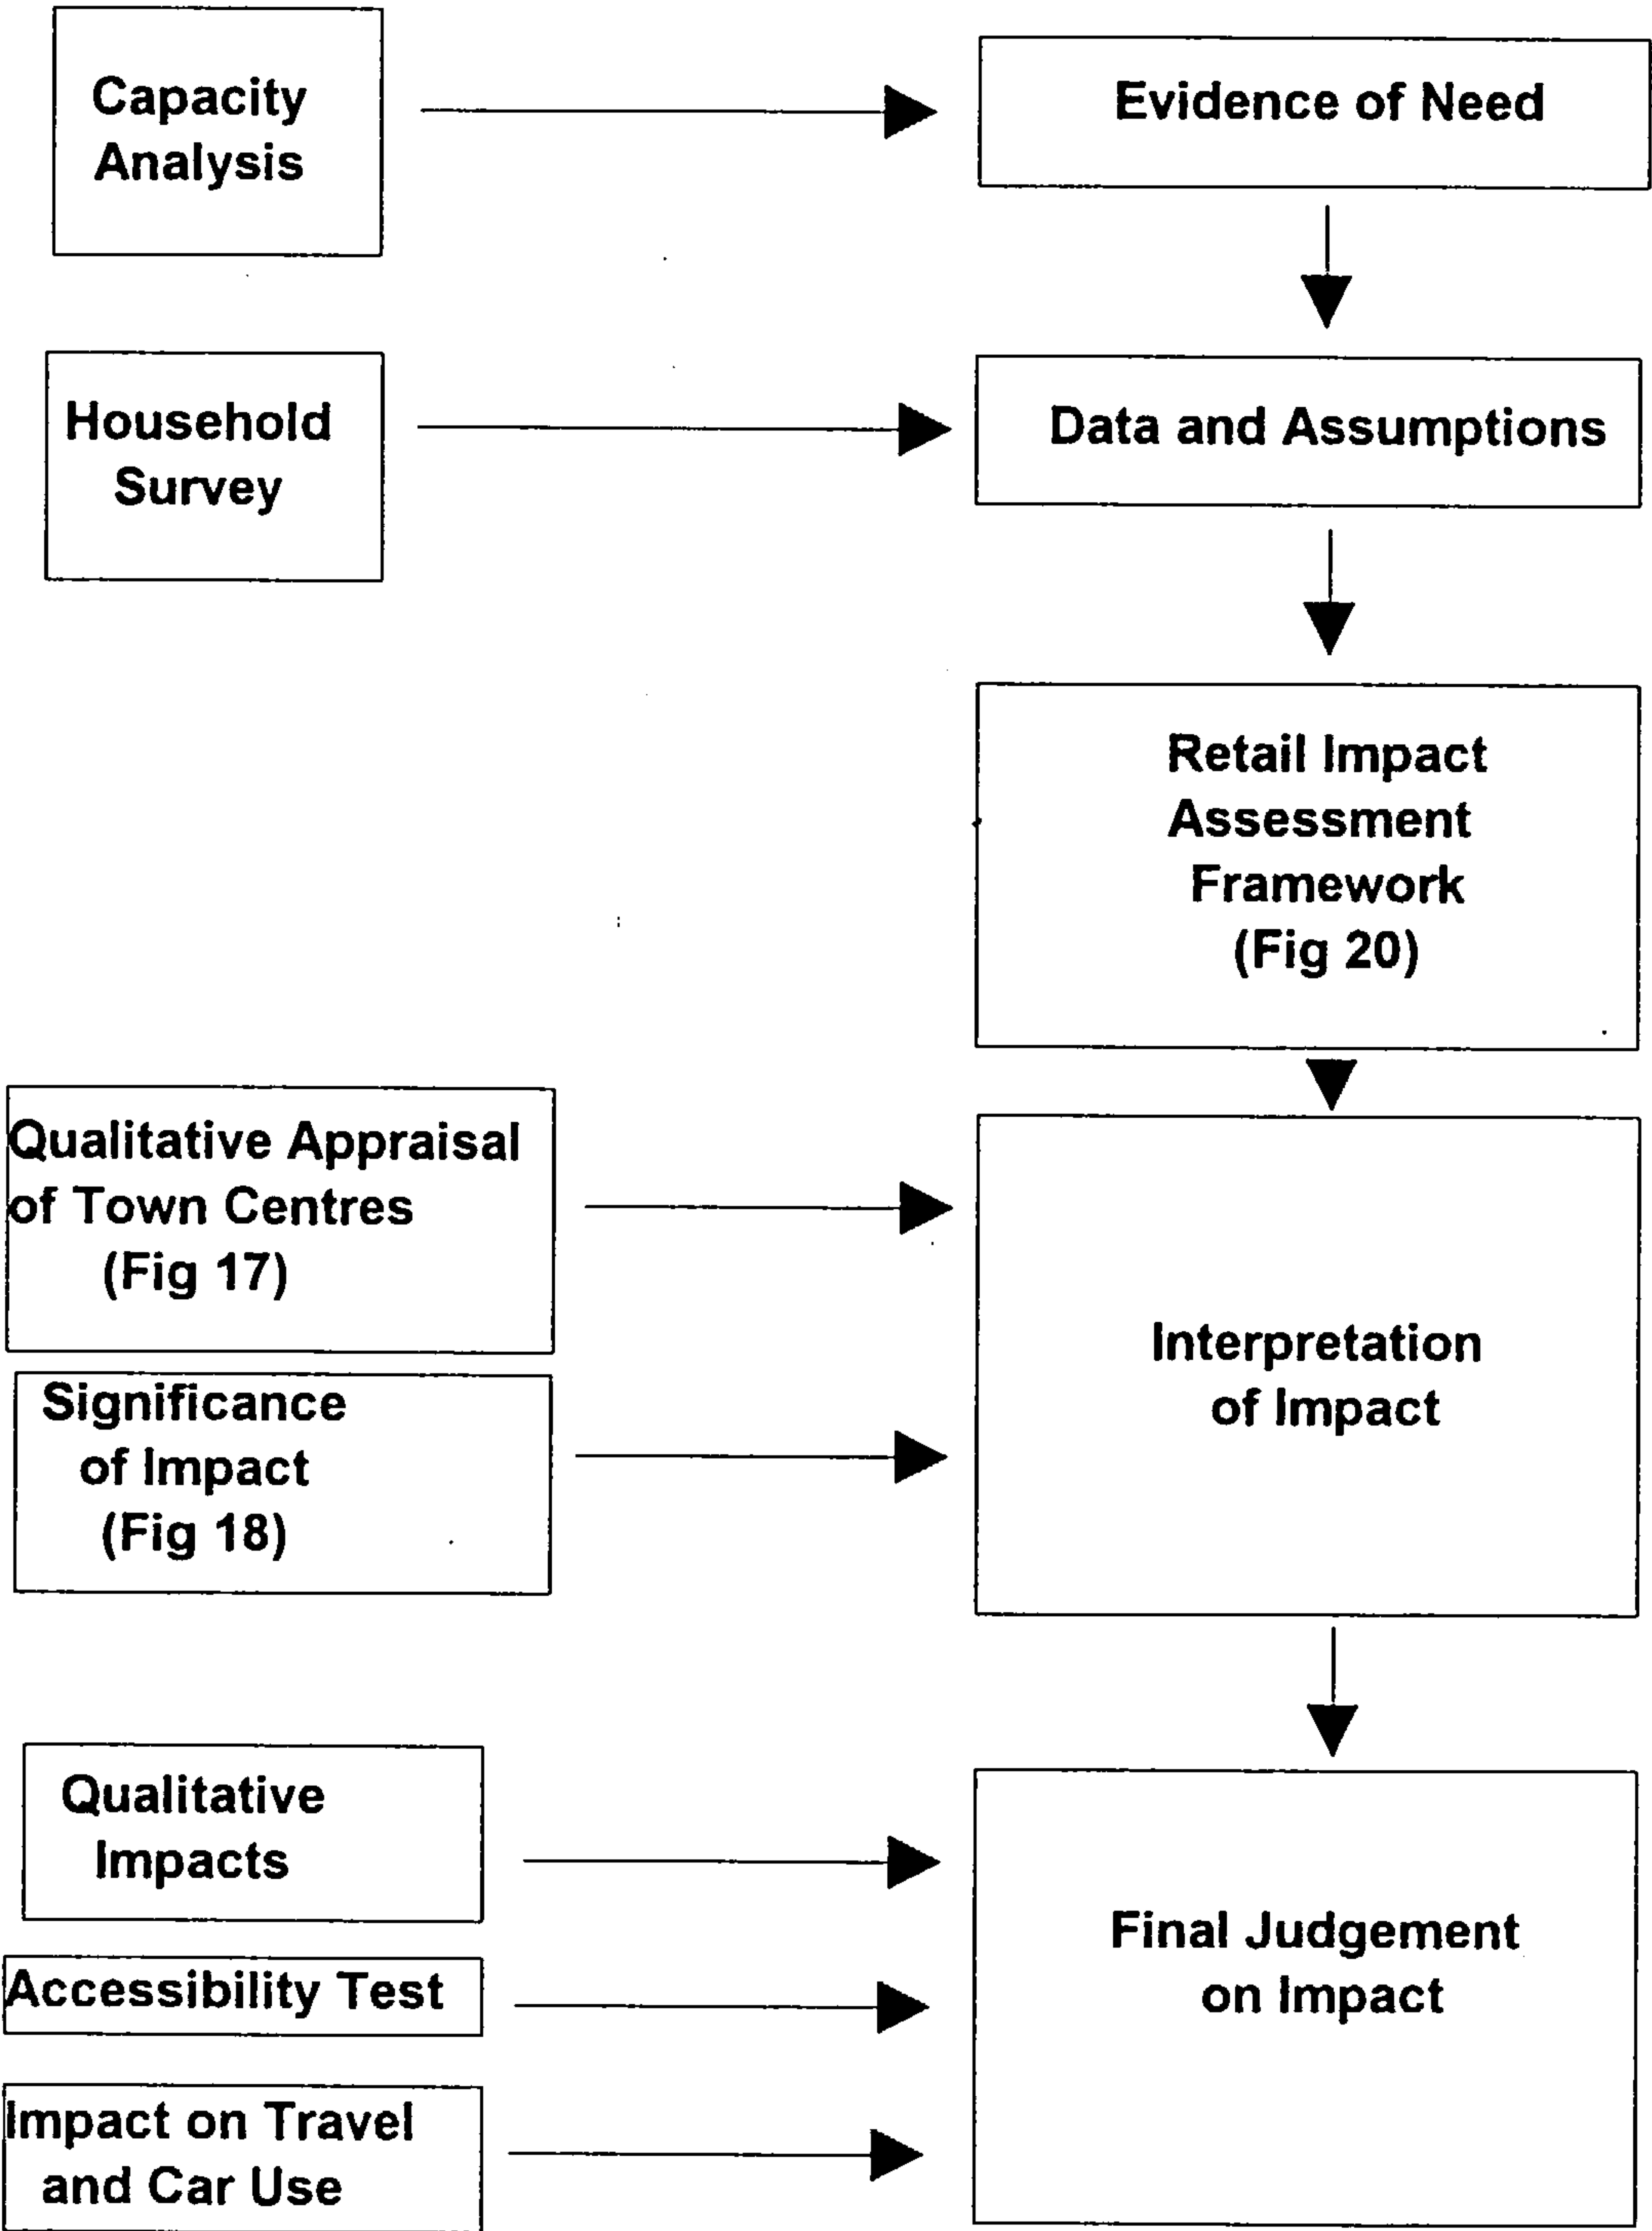 Capacity
Analysis
Evidence of Need
Household
Survey
Data and Assumptions
Retail Impact
Assessment
Framework
(Fig 20)
Qualitative Appraisal
of Town Centres
(Fig 17)
Significance
of Impact
(Fig 18)
Interpretation
of Impact
Qualitative
Impacts
Accessibility Test
Impact on Travel
and Car Use
Final Judgement
on Impact